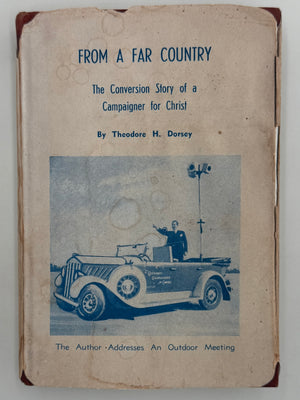 FROM A FAR COUNTRY
The Conversion Story of a
Campaigner for Christ
By Theodore H. Dorsey
The Author - Addresses An Outdoor Meeting